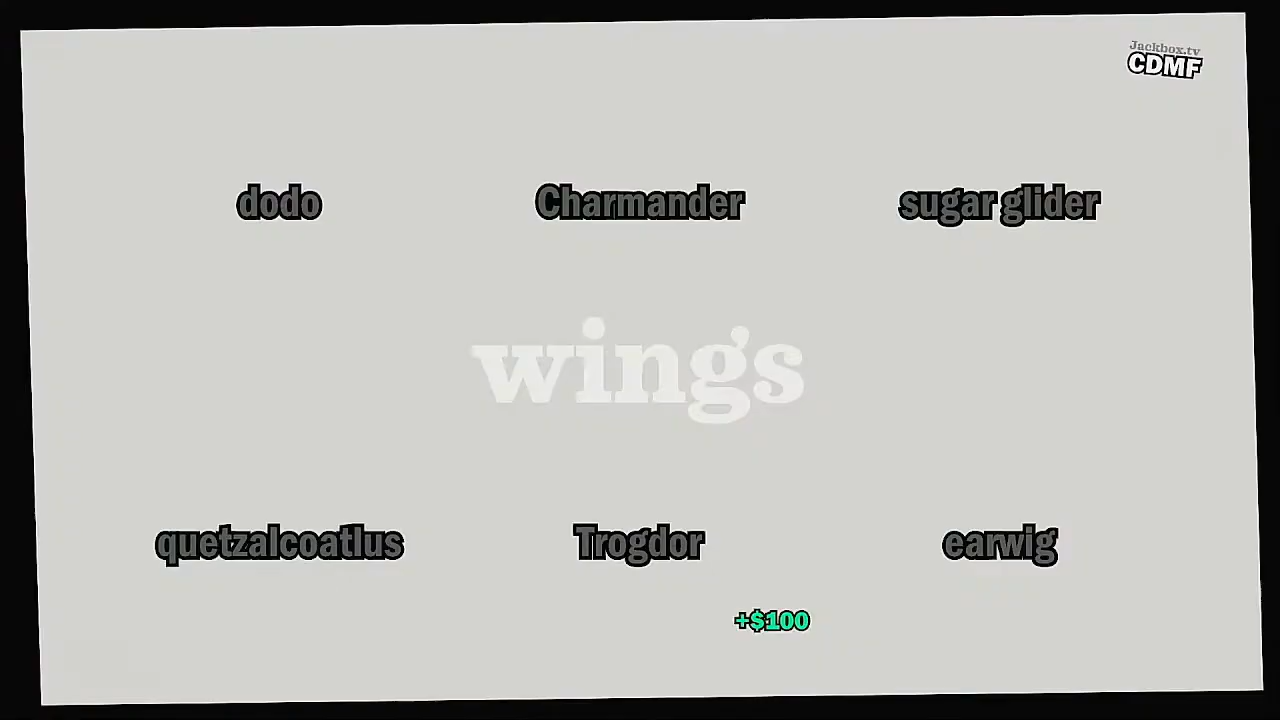 Jackbox.tv
CDMF
dodo
Charmander
sugar glider
wings
quetzalcoatlus
Trogdor
earwig
+$100